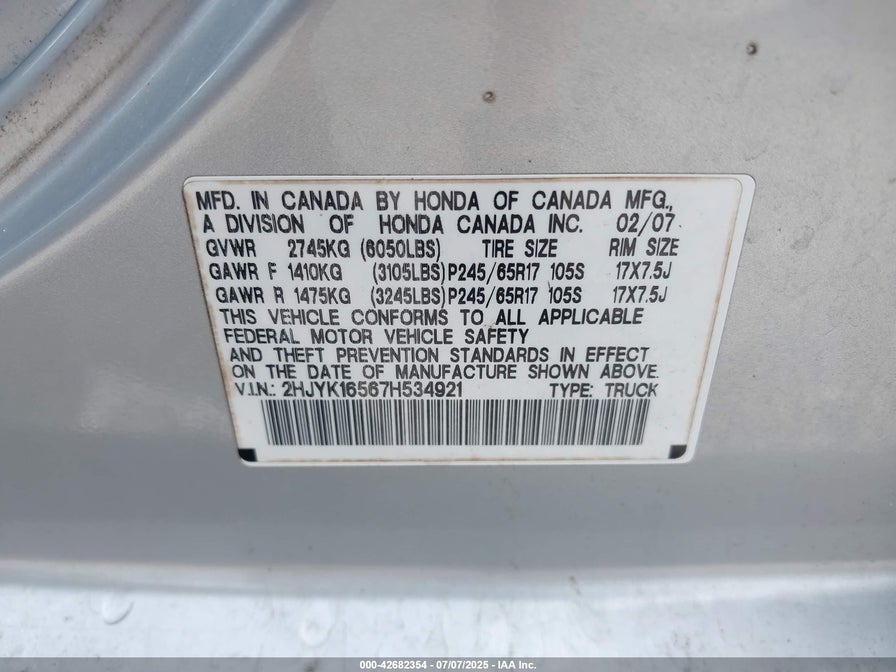 MFD. IN CANADA BY HONDA OF CANADA MFG.,
A DIVISION OF HONDA CANADA INC. 02/07
GVWR 2745KG (6050LBS) TIRE SIZE RIM SIZE
GAWR F 1410KG (3105LBS) P245/65R17 105S 17X7.5J
GAWR R 1475KG (3245LBS) P245/65R17 105S 17X7.5J
THIS VEHICLE CONFORMS TO ALL APPLICABLE
FEDERAL MOTOR VEHICLE SAFETY
AND THEFT PREVENTION STANDARDS IN EFFECT
ON THE DATE OF MANUFACTURE SHOWN ABOVE.
V.I.N.: 2HJYK16567H534921 TYPE: TRUCK
000-42682354 - 07/07/2025 - IAA Inc.